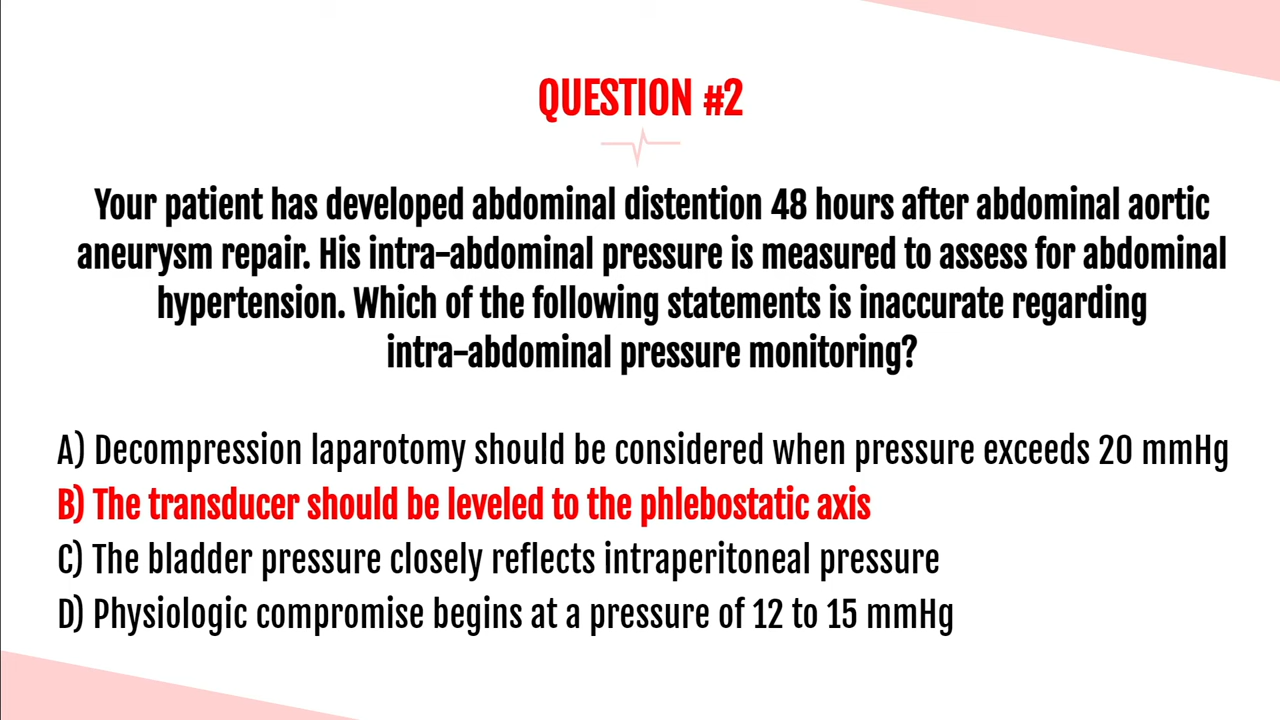 QUESTION #2
Your patient has developed abdominal distention 48 hours after abdominal aortic
aneurysm repair. His intra-abdominal pressure is measured to assess for abdominal
hypertension. Which of the following statements is inaccurate regarding
intra-abdominal pressure monitoring?
A) Decompression laparotomy should be considered when pressure exceeds 20 mmHg
B) The transducer should be leveled to the phlebostatic axis
C) The bladder pressure closely reflects intraperitoneal pressure
D) Physiologic compromise begins at a pressure of 12 to 15 mmHg